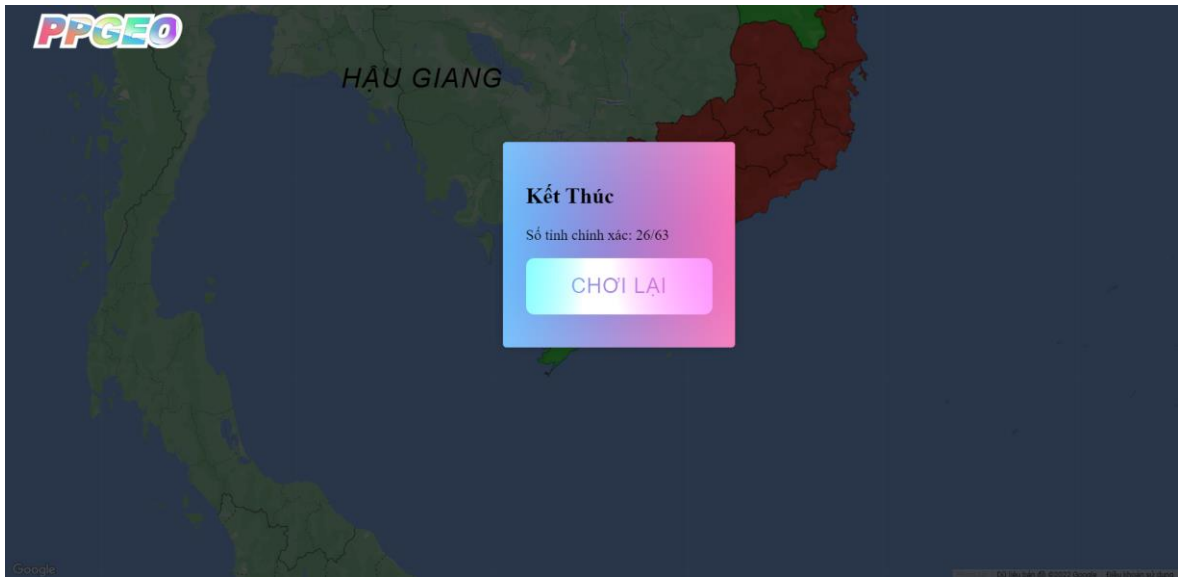 PPGEO
HẬU GIANG
Kết Thúc
Số tỉnh chính xác: 26/63
CHƠI LẠI
Google